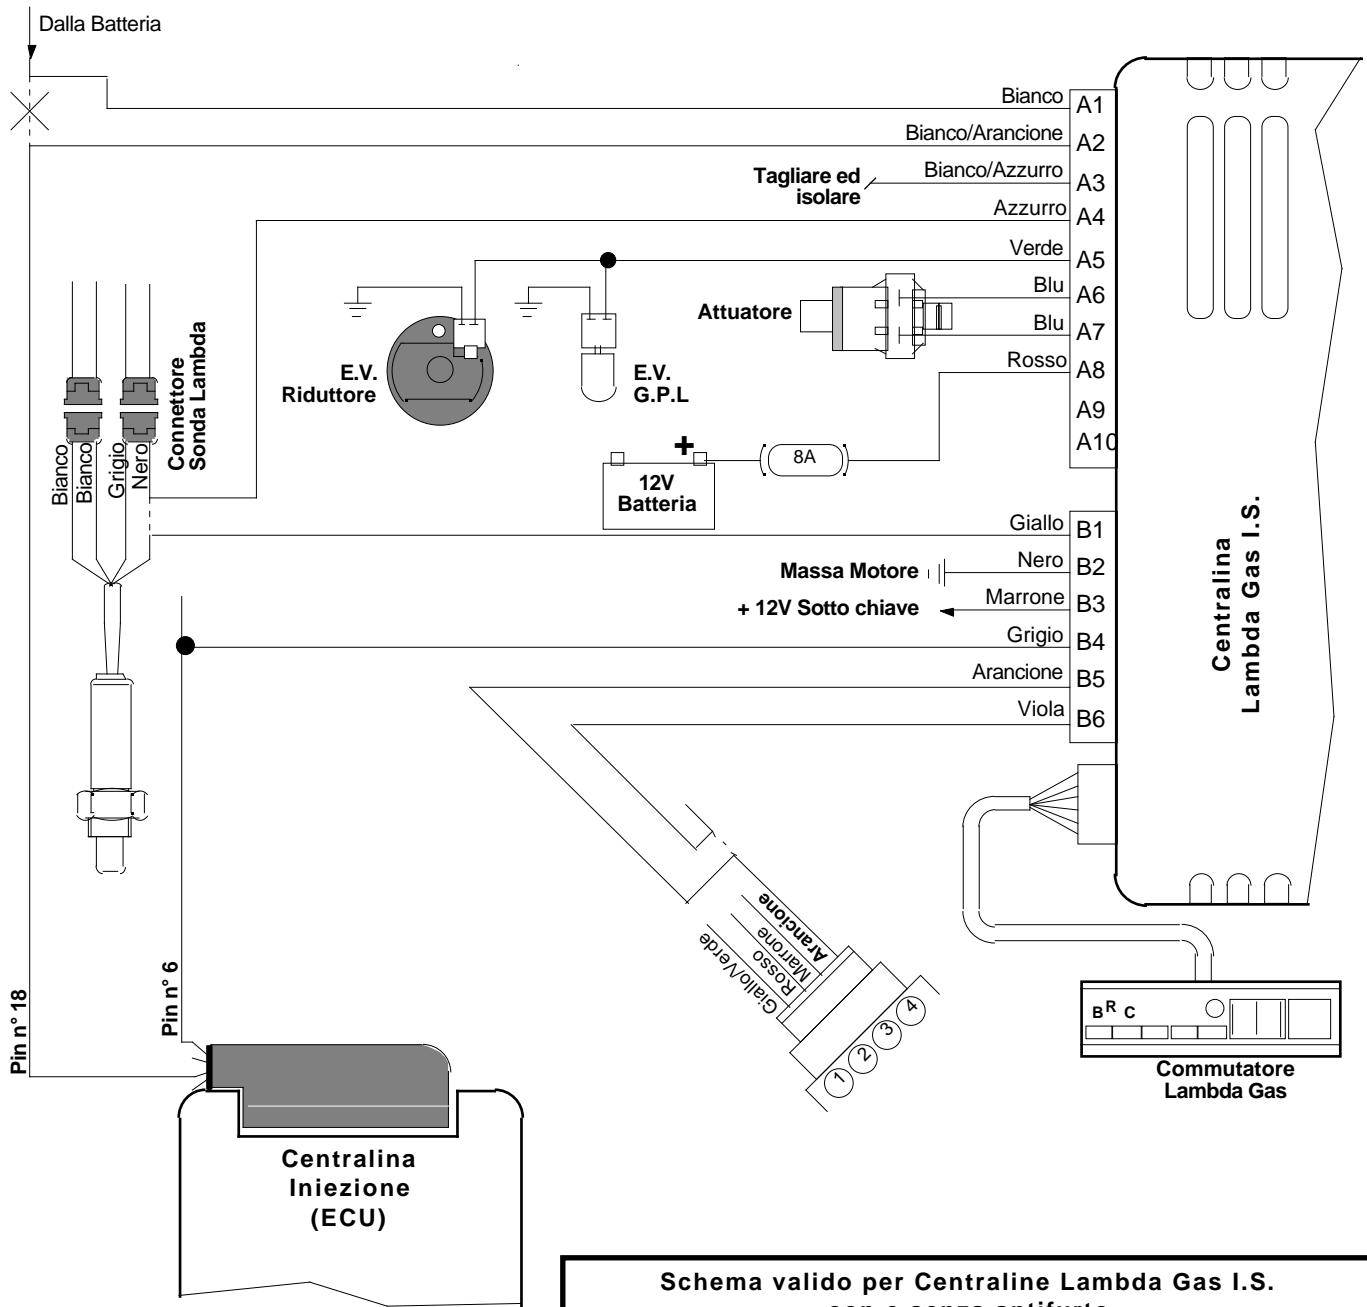 Dalla Batteria
Bianco
A1
Bianco/Arancione
A2
Bianco/Azzurro
A3
Tagliare ed
isolare
Azzurro
A4
Verde
A5
Blu
A6
Attuatore
Blu
A7
Rosso
A8
A9
A10
E.V.
Riduttore
E.V.
G.P.L
Connettore
Sonda Lambda
Bianco
Bianco
Grigio
Nero
+
8A
12V
Batteria
Giallo
B1
Massa Motore
Nero
B2
+ 12V Sotto chiave
Marrone
B3
Grigio
B4
Arancione
B5
Viola
B6
Centralina
Lambda Gas I.S.
Arancione
Marrone
Rosso
Giallo/Verde
1
2
3
4
Pin n° 18
Pin n° 6
B R C
Commutatore
Lambda Gas
Centralina
Iniezione
(ECU)
Schema valido per Centraline Lambda Gas I.S.
con o senza antifurto